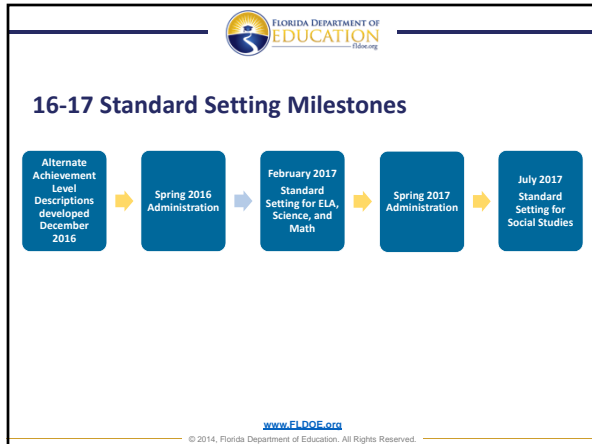 FLORIDA DEPARTMENT OF
EDUCATION
fldoe.org
16-17 Standard Setting Milestones
Alternate
Achievement
Level
Descriptions
developed
December
2016
Spring 2016
Administration
February 2017
Standard
Setting for ELA,
Science, and
Math
Spring 2017
Administration
July 2017
Standard
Setting for
Social Studies
www.FLDOE.org
© 2014, Florida Department of Education. All Rights Reserved.